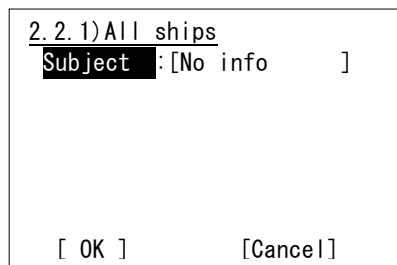 2.2.1)All ships
Subject :[No info ]
[ OK ] [Cancel]